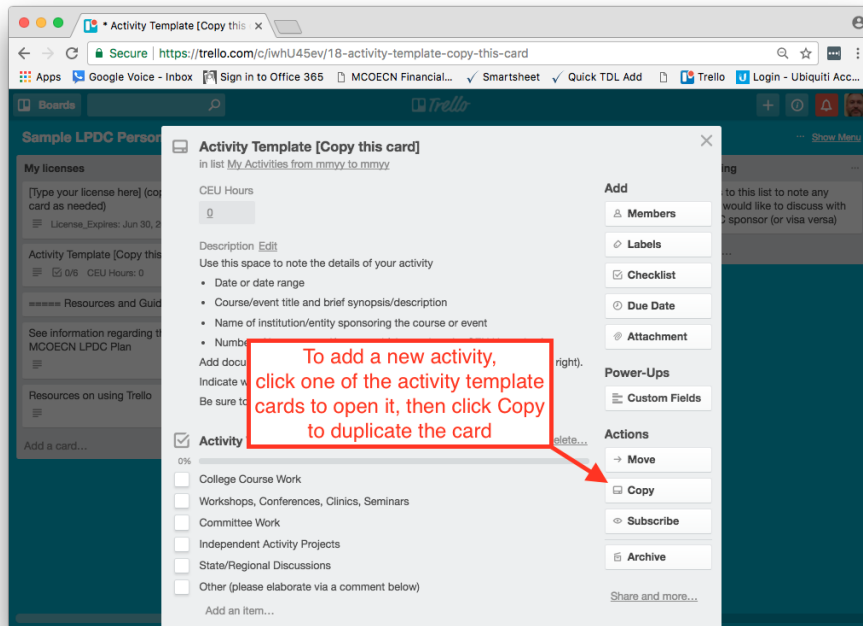 * Activity Template [Copy this
Secure | https://trello.com/c/iwhU45ev/18-activity-template-copy-this-card
Apps Google Voice - Inbox Sign in to Office 365 MCOECN Financial... Smartsheet Quick TDL Add Trello Login - Ubiquiti Acc...
Boards Trello
Sample LPDC Person ... Show Menu
My licenses
[Type your license here] (cop
card as needed)
License_Expires: Jun 30, 2
Activity Template [Copy this
0/6 CEU Hours: 0
===== Resources and Guid
See information regarding th
MCOECN LPDC Plan
Resources on using Trello
Add a card...
Activity Template [Copy this card]
in list My Activities from mmyy to mmyy
CEU Hours
0
Description Edit
Use this space to note the details of your activity
• Date or date range
• Course/event title and brief synopsis/description
• Name of institution/entity sponsoring the course or event
• Numbe
Add docu right).
Indicate w
Be sure to
To add a new activity,
click one of the activity template
cards to open it, then click Copy
to duplicate the card
Activity elete...
0%
College Course Work
Workshops, Conferences, Clinics, Seminars
Committee Work
Independent Activity Projects
State/Regional Discussions
Other (please elaborate via a comment below)
Add an item...
Add
Members
Labels
Checklist
Due Date
Attachment
Power-Ups
Custom Fields
Actions
Move
Copy
Subscribe
Archive
Share and more...
ing
to this list to note any
would like to discuss with
sponsor (or visa versa)